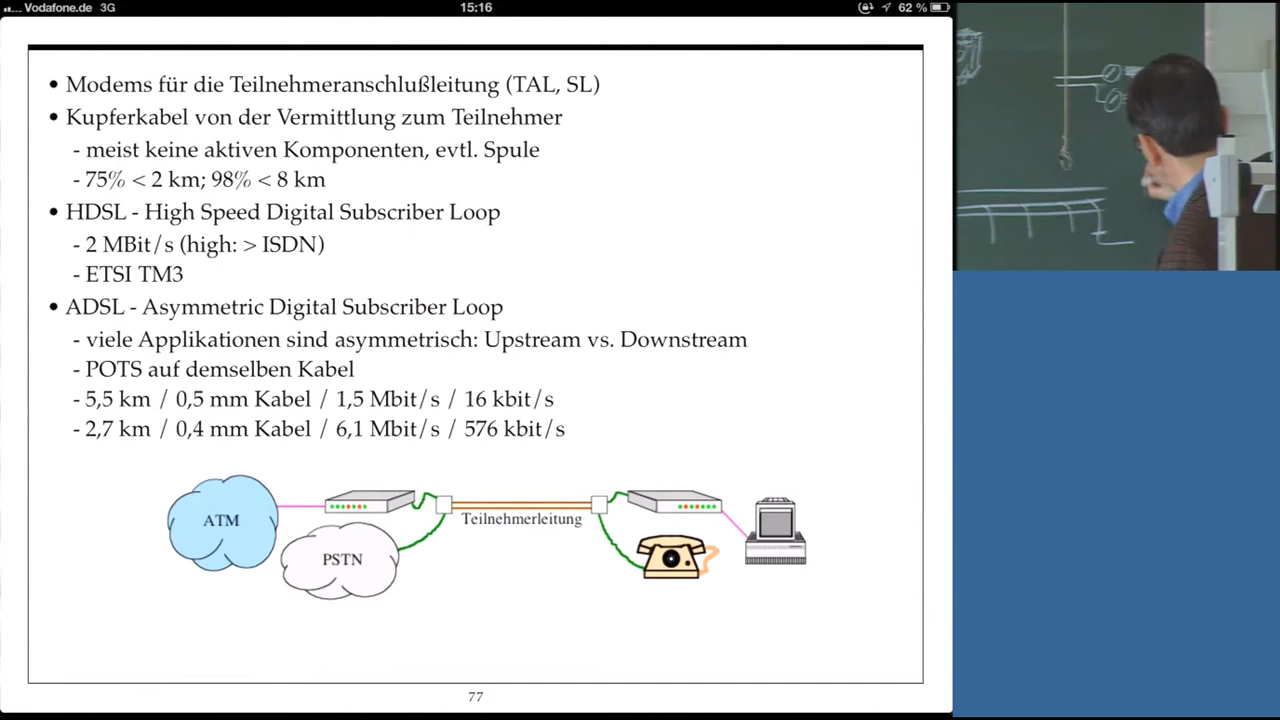 Vodafone.de 3G 15:16 62 %
• Modems für die Teilnehmeranschlußleitung (TAL, SL)
• Kupferkabel von der Vermittlung zum Teilnehmer
- meist keine aktiven Komponenten, evtl. Spule
- 75% < 2 km; 98% < 8 km
• HDSL - High Speed Digital Subscriber Loop
- 2 MBit/s (high: > ISDN)
- ETSI TM3
• ADSL - Asymmetric Digital Subscriber Loop
- viele Applikationen sind asymmetrisch: Upstream vs. Downstream
- POTS auf demselben Kabel
- 5,5 km / 0,5 mm Kabel / 1,5 Mbit/s / 16 kbit/s
- 2,7 km / 0,4 mm Kabel / 6,1 Mbit/s / 576 kbit/s
ATM
Teilnehmerleitung
PSTN
77